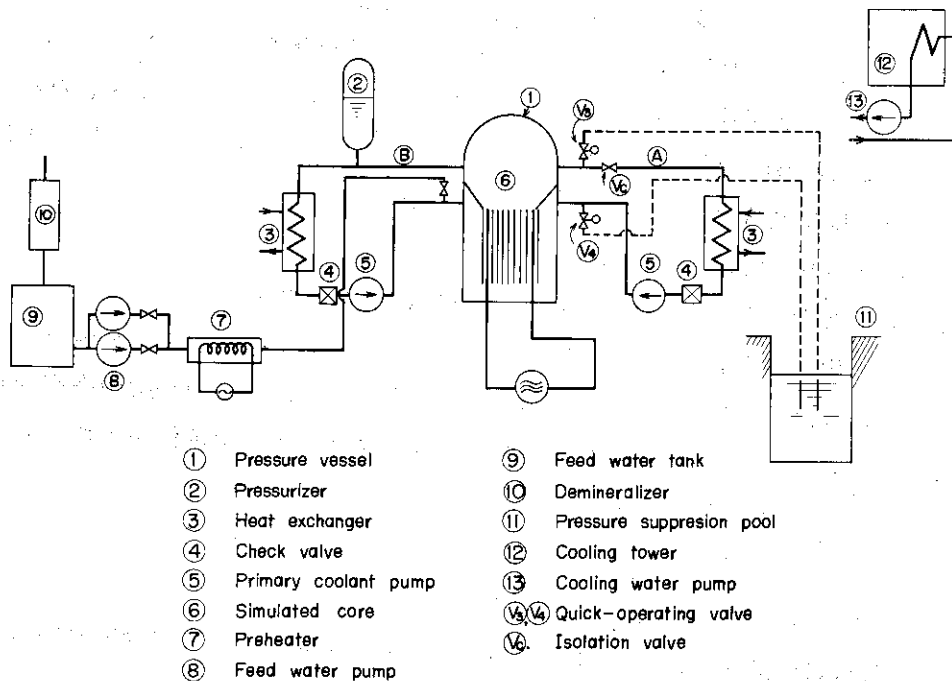 ⑫
⑬
②
①
V3
Ⓑ
Ⓐ
⑥
Vc
⑩
③
③
V4
④
⑤
⑤
④
⑨
⑦
⑪
⑧
① Pressure vessel
② Pressurizer
③ Heat exchanger
④ Check valve
⑤ Primary coolant pump
⑥ Simulated core
⑦ Preheater
⑧ Feed water pump
⑨ Feed water tank
⑩ Demineralizer
⑪ Pressure suppresion pool
⑫ Cooling tower
⑬ Cooling water pump
V3,V4 Quick-operating valve
Vc. Isolation valve